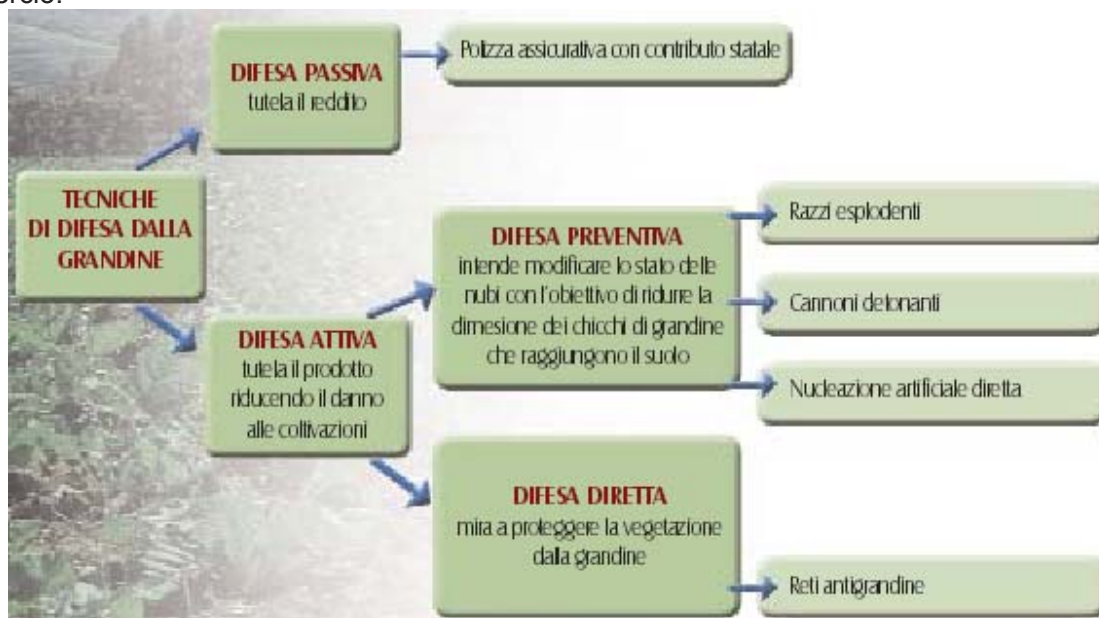 DIFESA PASSIVA
tutela il reddito
Polizza assicurativa con contributo statale
TECNICHE
DI DIFESA DALLA
GRANDINE
DIFESA ATTIVA
tutela il prodotto
riducendo il danno
alle coltivazioni
DIFESA PREVENTIVA
intende modificare lo stato delle
nubi con l'obiettivo di ridurre la
dimesione dei chicchi di grandine
che raggiungono il suolo
Razzi esplodenti
Cannoni detonanti
Nucleazione artificiale diretta
DIFESA DIRETTA
mira a proteggere la vegetazione
dalla grandine
Reti antigrandine